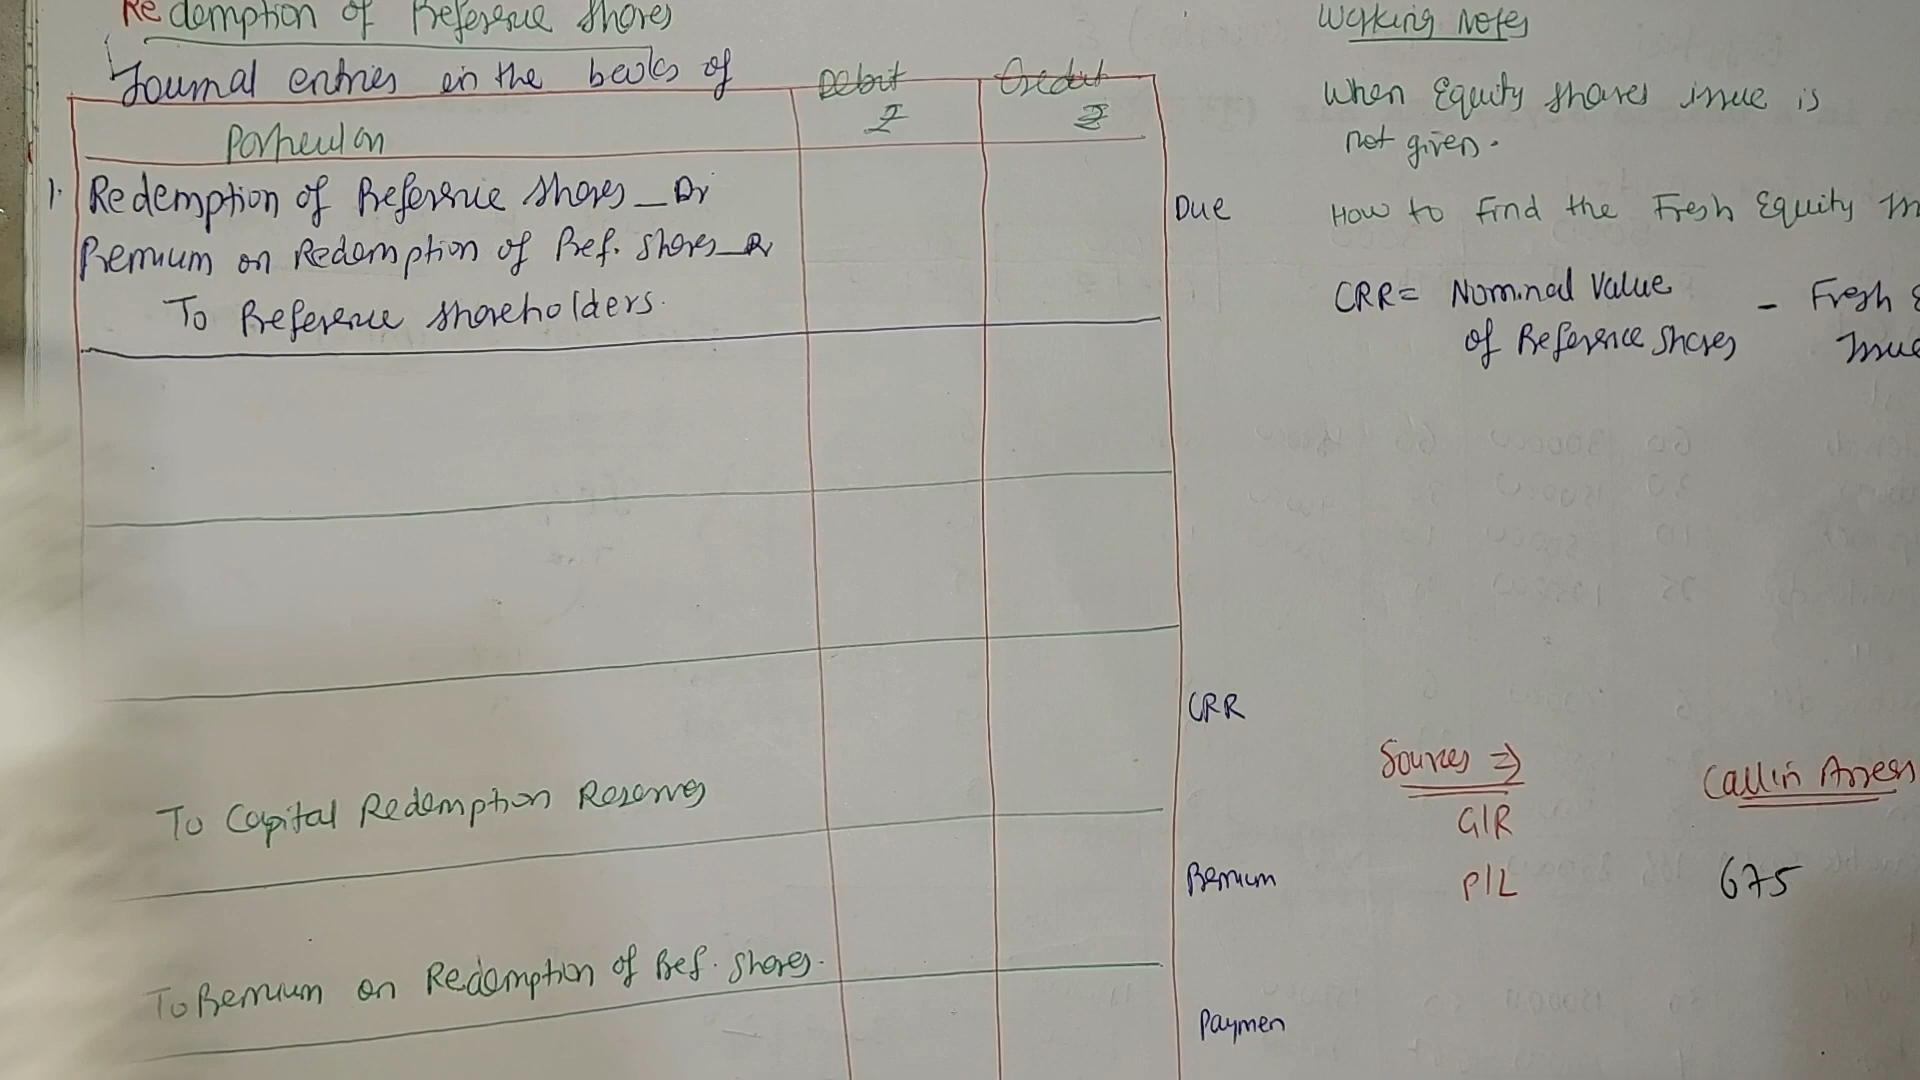 Redemption of Preference Shares
Journal entries in the books of
Debit
Credit
Particular
₹
₹
1. Redemption of Preference Shares _ Dr
Premium on Redemption of Pref. Shares _ Dr
To Preference Shareholders.
Due
CRR
To Capital Redemption Reserves
Premium
To Premium on Redemption of Pref. Shares.
Paymen
Working Notes
When Equity Shares issue is
not given.
How to Find the Fresh Equity
CRR = Nominal Value - Fresh
of Preference Shares
Sources ⇒
G/R
P/L
Call in Arrears
675